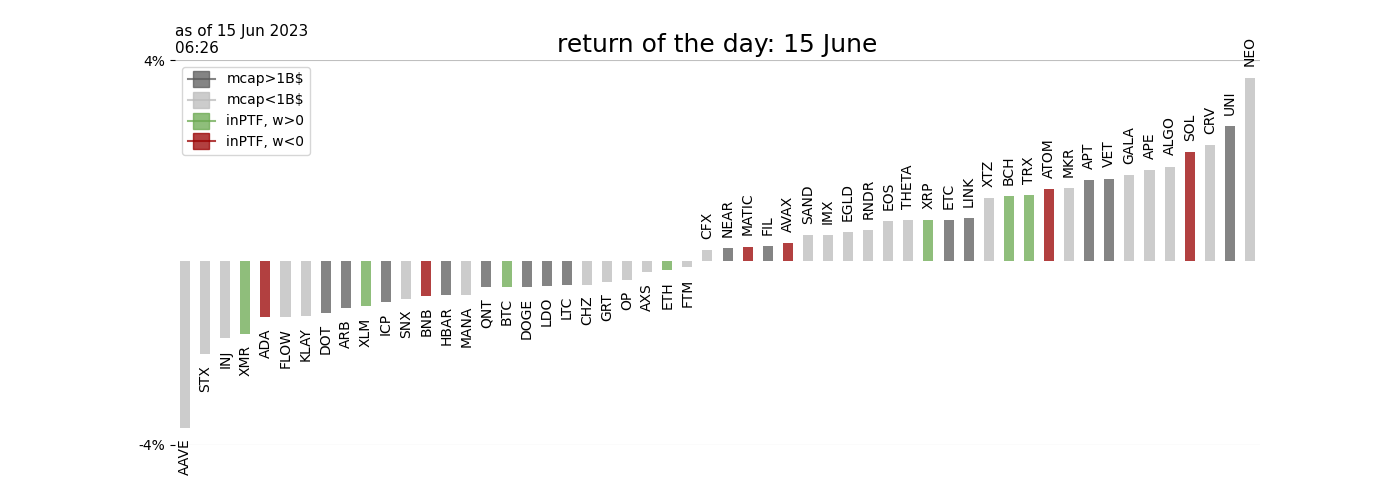 as of 15 Jun 2023
06:26
return of the day: 15 June
4%
-4%
mcap>1B$
mcap<1B$
inPTF, w>0
inPTF, w<0
AAVE
STX
INJ
XMR
ADA
FLOW
KLAY
DOT
ARB
XLM
ICP
SNX
BNB
HBAR
MANA
QNT
BTC
DOGE
LDO
LTC
CHZ
GRT
OP
AXS
ETH
FTM
CFX
NEAR
MATIC
FIL
AVAX
SAND
IMX
EGLD
RNDR
EOS
THETA
XRP
ETC
LINK
XTZ
BCH
TRX
ATOM
MKR
APT
VET
GALA
APE
ALGO
SOL
CRV
UNI
NEO